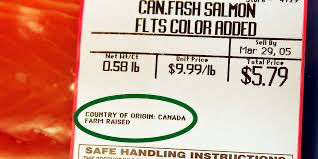 CAN.FRSH SALMON
FLTS COLOR ADDED
Sell By
Mar 29, 05
Net Wt/Ct
Unit Price
Total Price
0.58 lb
$9.99/lb
$5.79
COUNTRY OF ORIGIN: CANADA
FARM RAISED
SAFE HANDLING INSTRUCTIONS